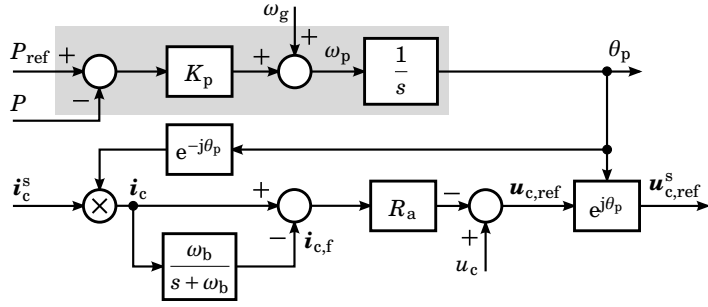 ω_g
P_ref + K_p + + ω_p 1/s θ_p
P −
e^{−jθ_p}
i_c^s × i_c + − i_{c,f} R_a − + u_{c,ref} e^{jθ_p} u_{c,ref}^s
ω_b/(s + ω_b) u_c